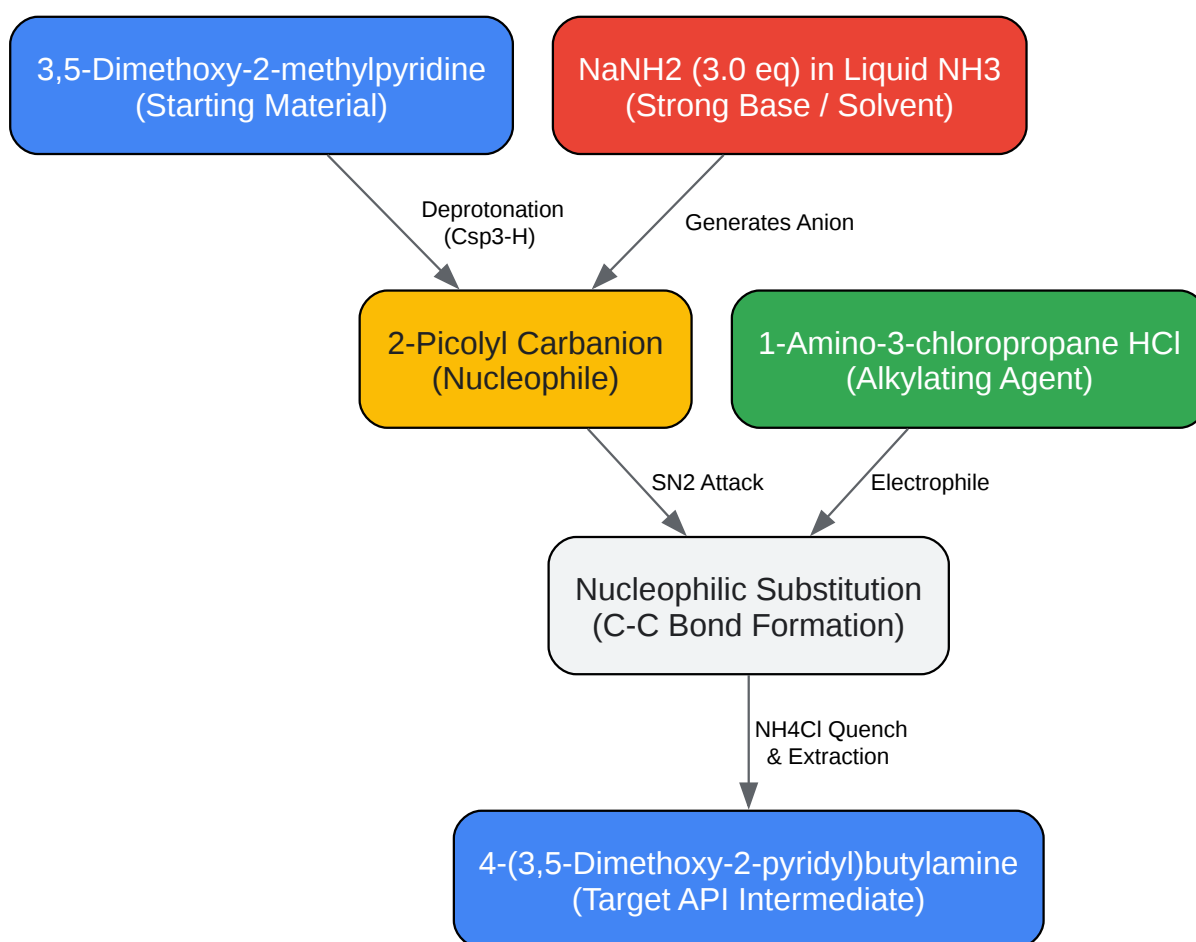 3,5-Dimethoxy-2-methylpyridine
(Starting Material)
NaNH2 (3.0 eq) in Liquid NH3
(Strong Base / Solvent)
Deprotonation
(Csp3-H)
Generates Anion
2-Picolyl Carbanion
(Nucleophile)
1-Amino-3-chloropropane HCl
(Alkylating Agent)
SN2 Attack
Electrophile
Nucleophilic Substitution
(C-C Bond Formation)
NH4Cl Quench
& Extraction
4-(3,5-Dimethoxy-2-pyridyl)butylamine
(Target API Intermediate)